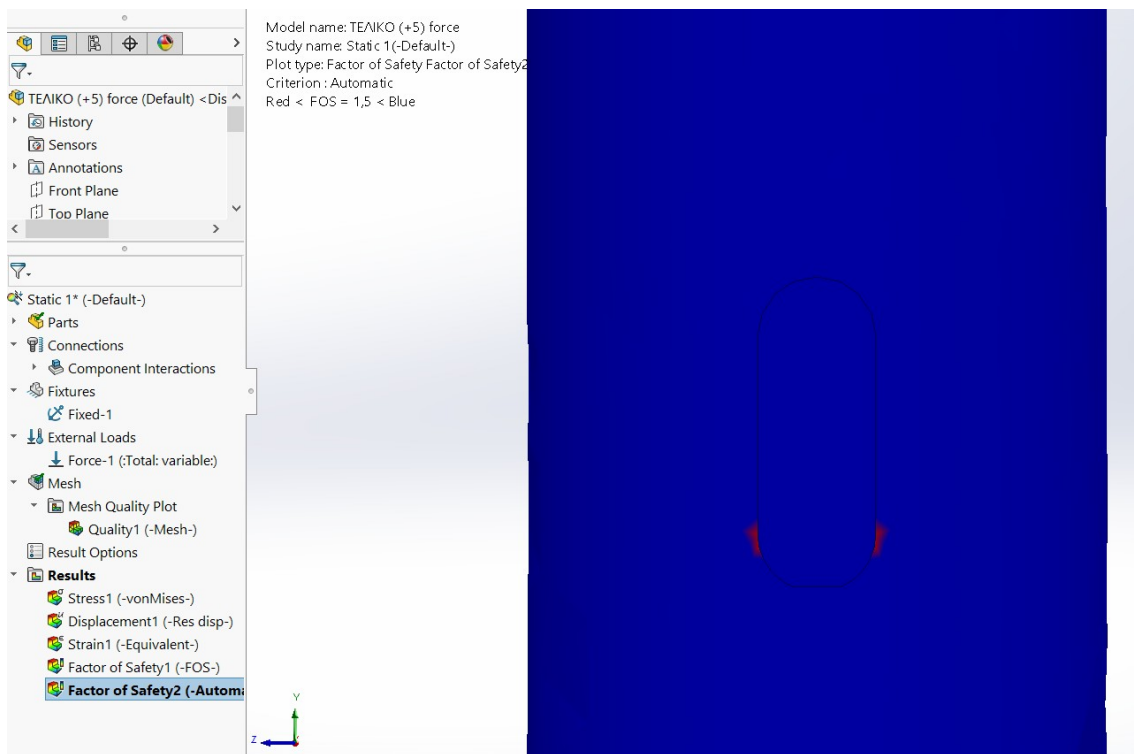 Model name: ΤΕΛΙΚΟ (+5) force
Study name: Static 1(-Default-)
Plot type: Factor of Safety Factor of Safety2
Criterion : Automatic
Red < FOS = 1,5 < Blue
ΤΕΛΙΚΟ (+5) force (Default) <Dis
History
Sensors
Annotations
Front Plane
Top Plane
Static 1* (-Default-)
Parts
Connections
Component Interactions
Fixtures
Fixed-1
External Loads
Force-1 (:Total: variable:)
Mesh
Mesh Quality Plot
Quality1 (-Mesh-)
Result Options
Results
Stress1 (-vonMises-)
Displacement1 (-Res disp-)
Strain1 (-Equivalent-)
Factor of Safety1 (-FOS-)
Factor of Safety2 (-Automa
Y
Z